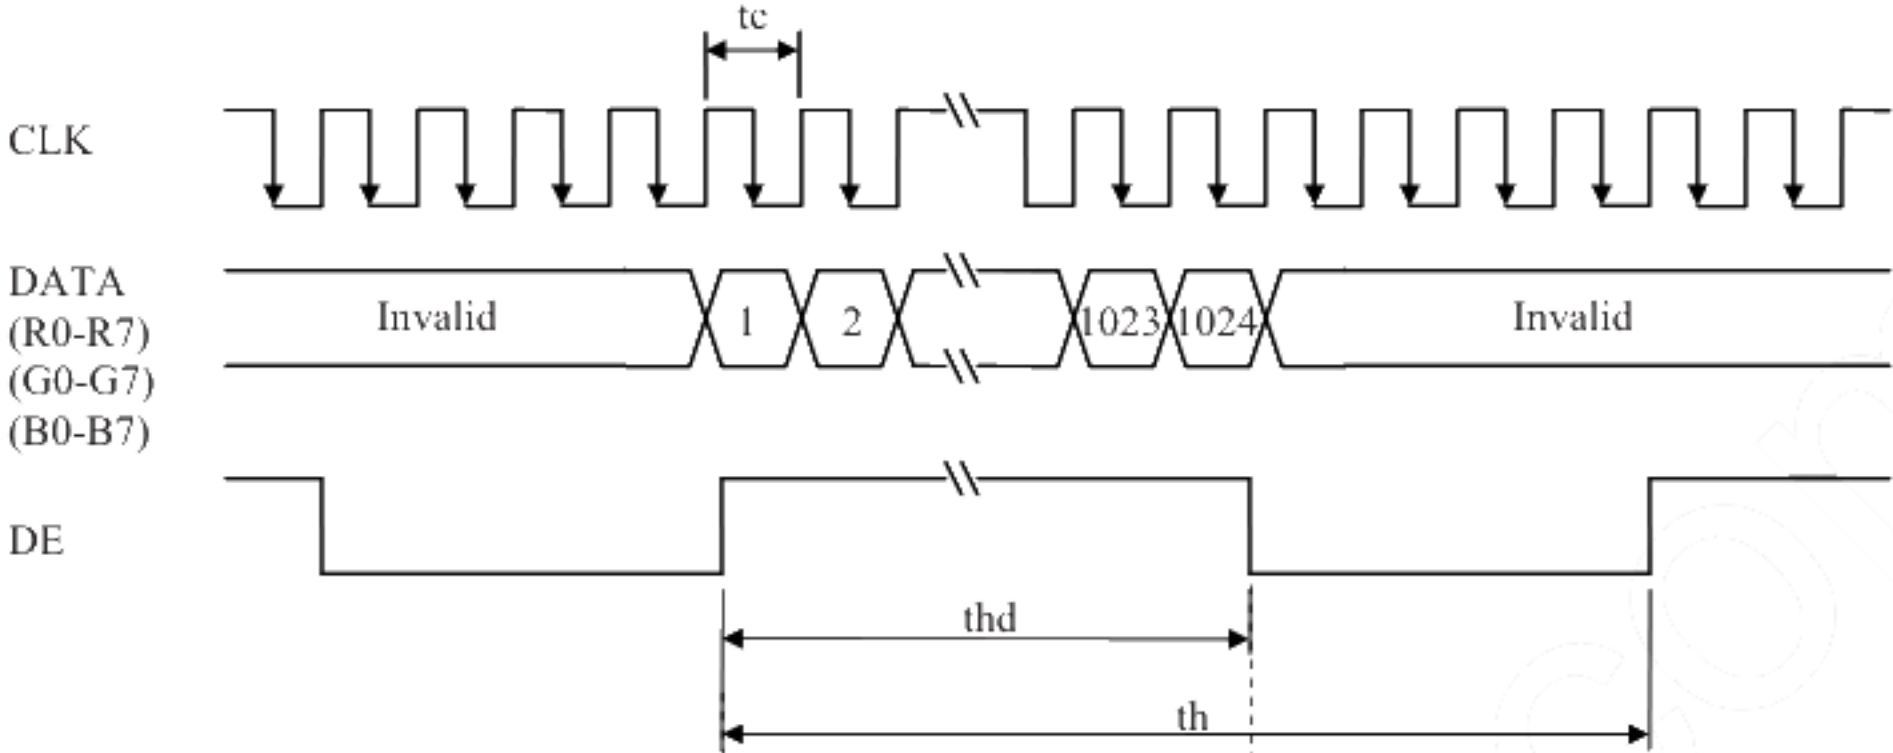 tc
CLK
DATA
(R0-R7)
(G0-G7)
(B0-B7)
Invalid
1
2
1023
1024
Invalid
DE
thd
th